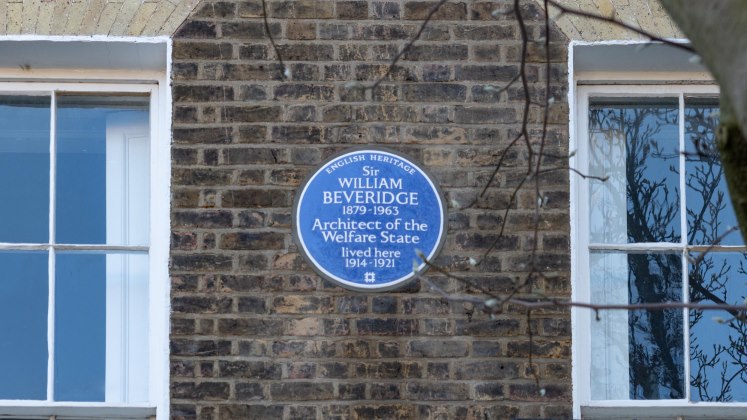 ENGLISH HERITAGE
Sir
WILLIAM
BEVERIDGE
1879-1963
Architect of the
Welfare State
lived here
1914-1921